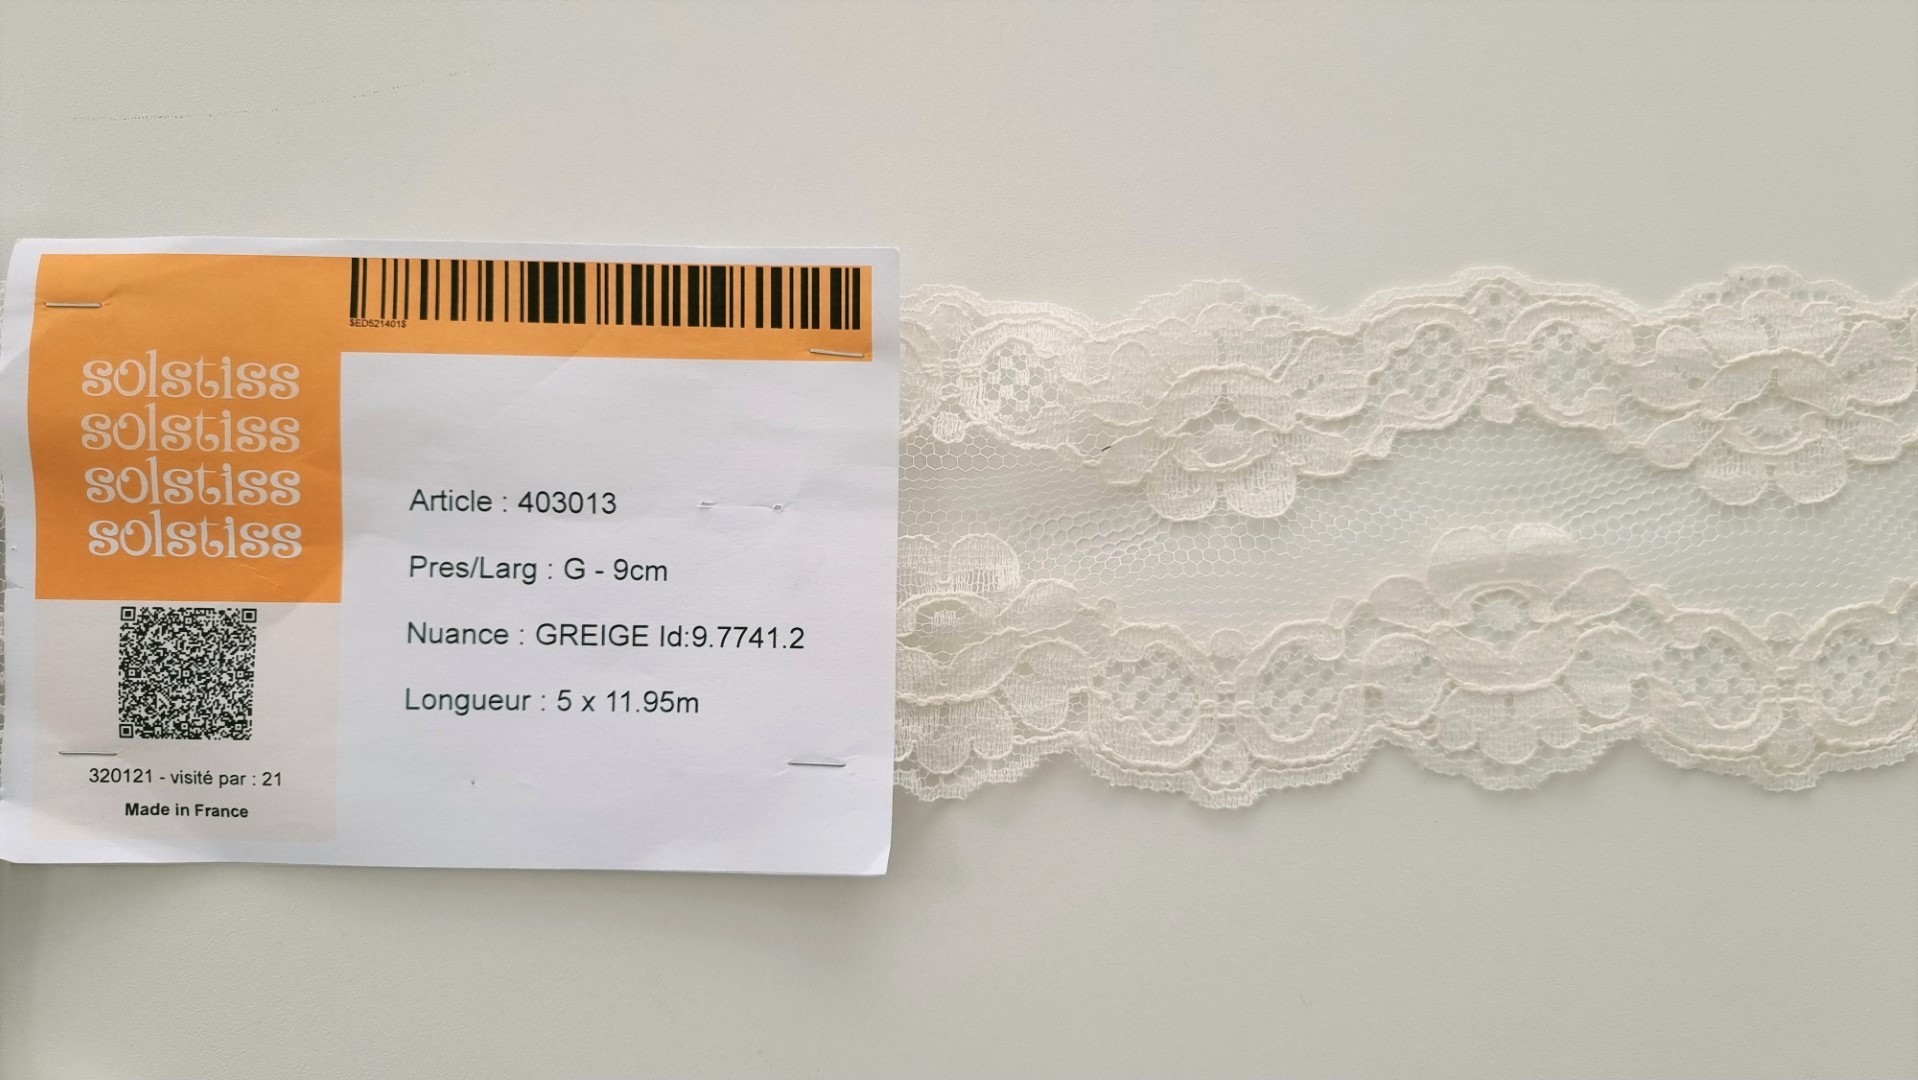 $ED521401$
solstiss
solstiss
solstiss
solstiss
Article : 403013
Pres/Larg : G - 9cm
Nuance : GREIGE Id:9.7741.2
Longueur : 5 x 11.95m
320121 - visité par : 21
Made in France